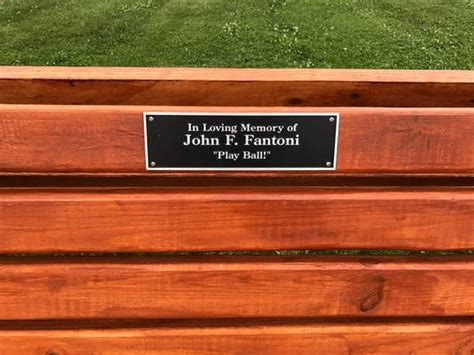 In Loving Memory of
John F. Fantoni
"Play Ball!"